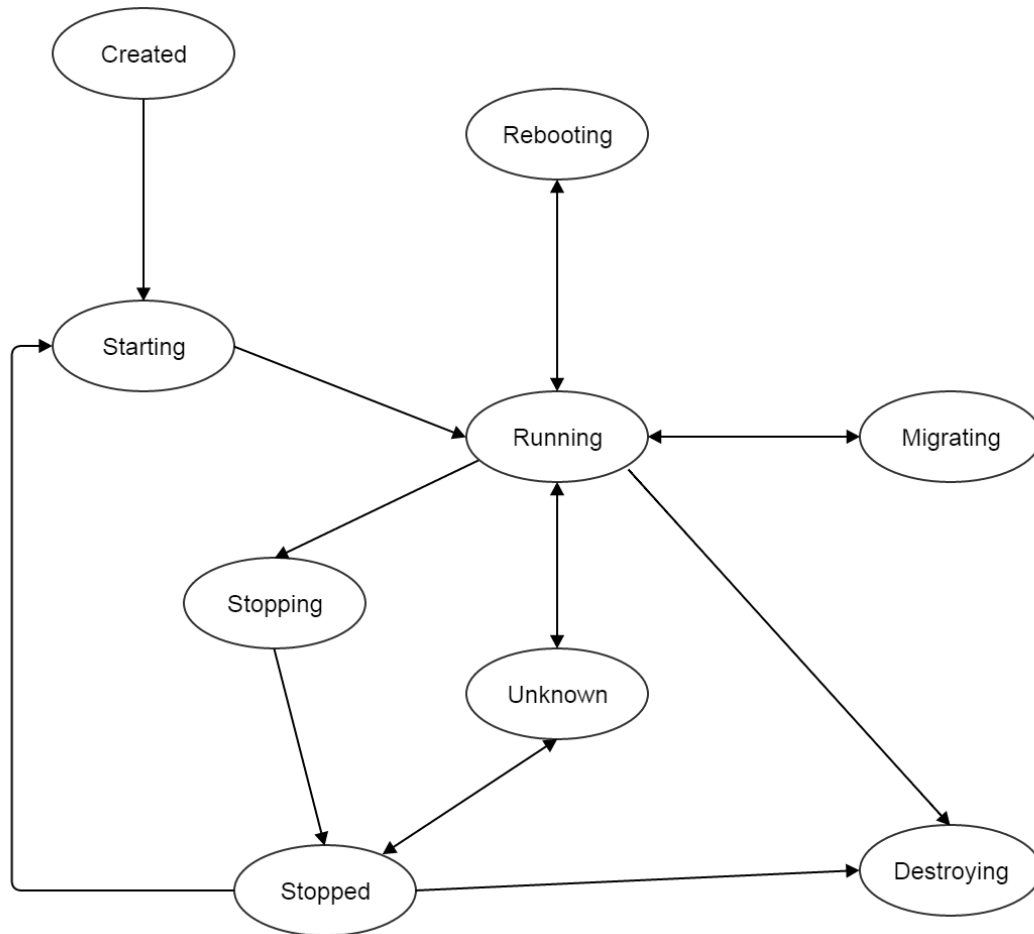 Created
Rebooting
Starting
Running
Migrating
Stopping
Unknown
Destroying
Stopped